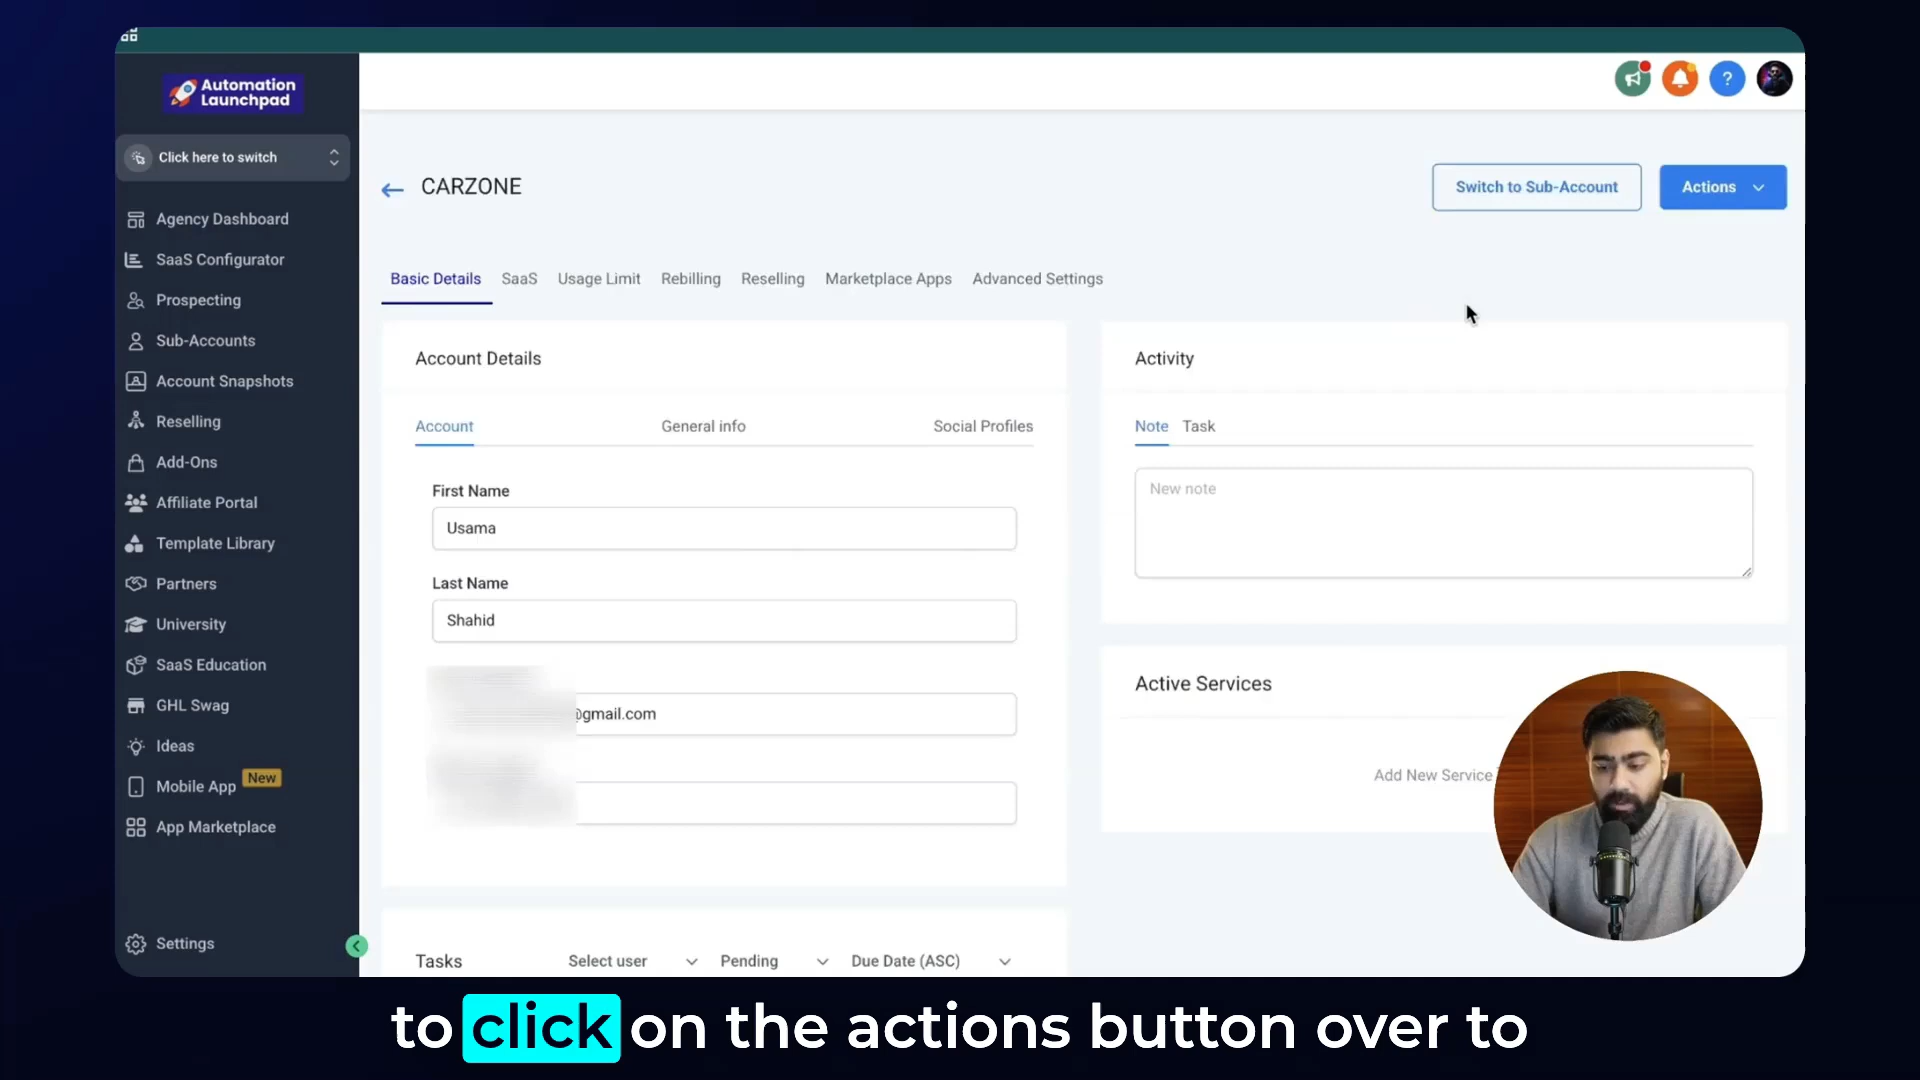 Automation
Launchpad
Click here to switch
Agency Dashboard
SaaS Configurator
Prospecting
Sub-Accounts
Account Snapshots
Reselling
Add-Ons
Affiliate Portal
Template Library
Partners
University
SaaS Education
GHL Swag
Ideas
Mobile App New
App Marketplace
Settings
?
CARZONE
Switch to Sub-Account
Actions
Basic Details SaaS Usage Limit Rebilling Reselling Marketplace Apps Advanced Settings
Account Details
Account General info Social Profiles
First Name
Usama
Last Name
Shahid
@gmail.com
Tasks Select user Pending Due Date (ASC)
Activity
Note Task
New note
Active Services
Add New Service
to click on the actions button over to